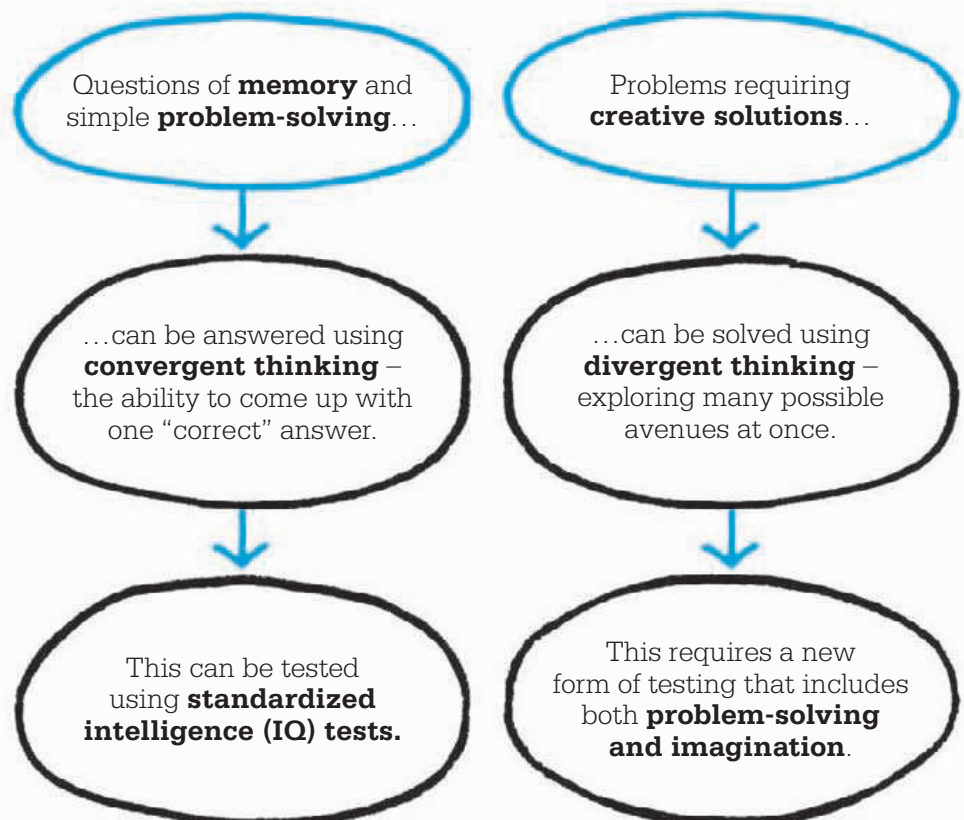 Questions of memory and
simple problem-solving…
…can be answered using
convergent thinking –
the ability to come up with
one “correct” answer.
This can be tested
using standardized
intelligence (IQ) tests.
Problems requiring
creative solutions…
…can be solved using
divergent thinking –
exploring many possible
avenues at once.
This requires a new
form of testing that includes
both problem-solving
and imagination.